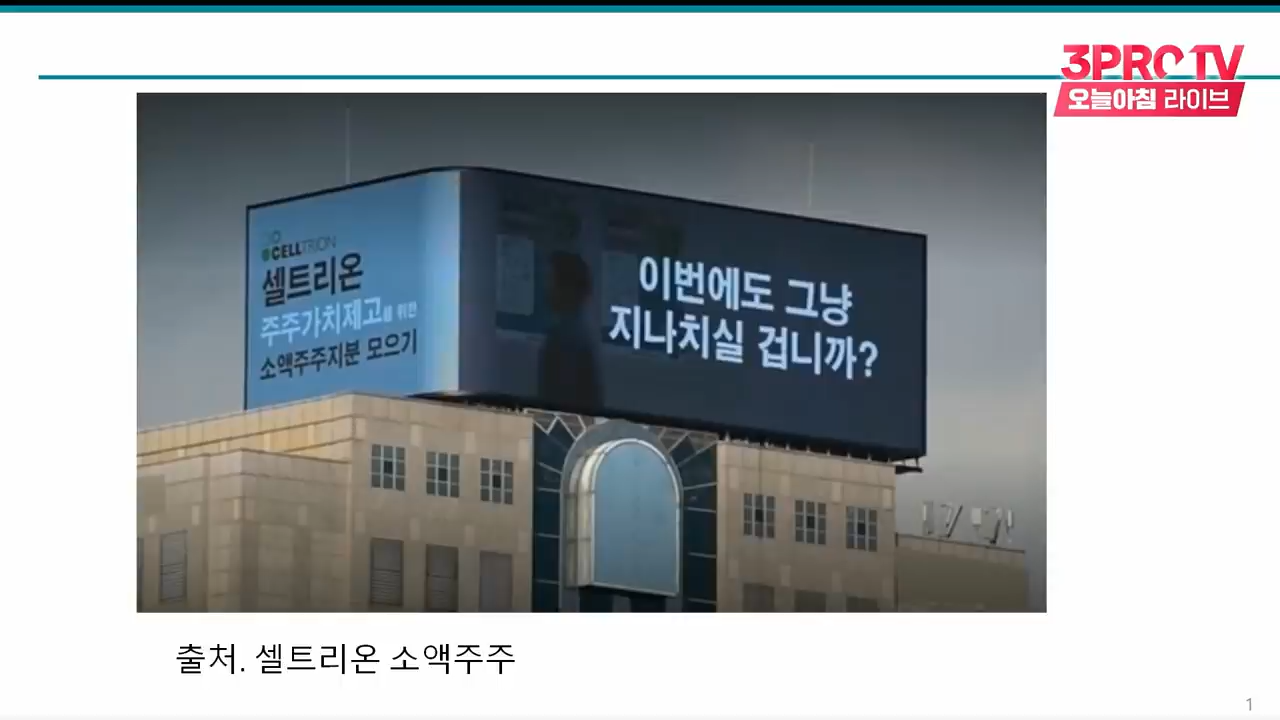 3PROTV
오늘아침 라이브
CELLTRION
셀트리온
주주가치제고를 위한
소액주주지분 모으기
이번에도 그냥
지나치실 겁니까?
출처. 셀트리온 소액주주
1